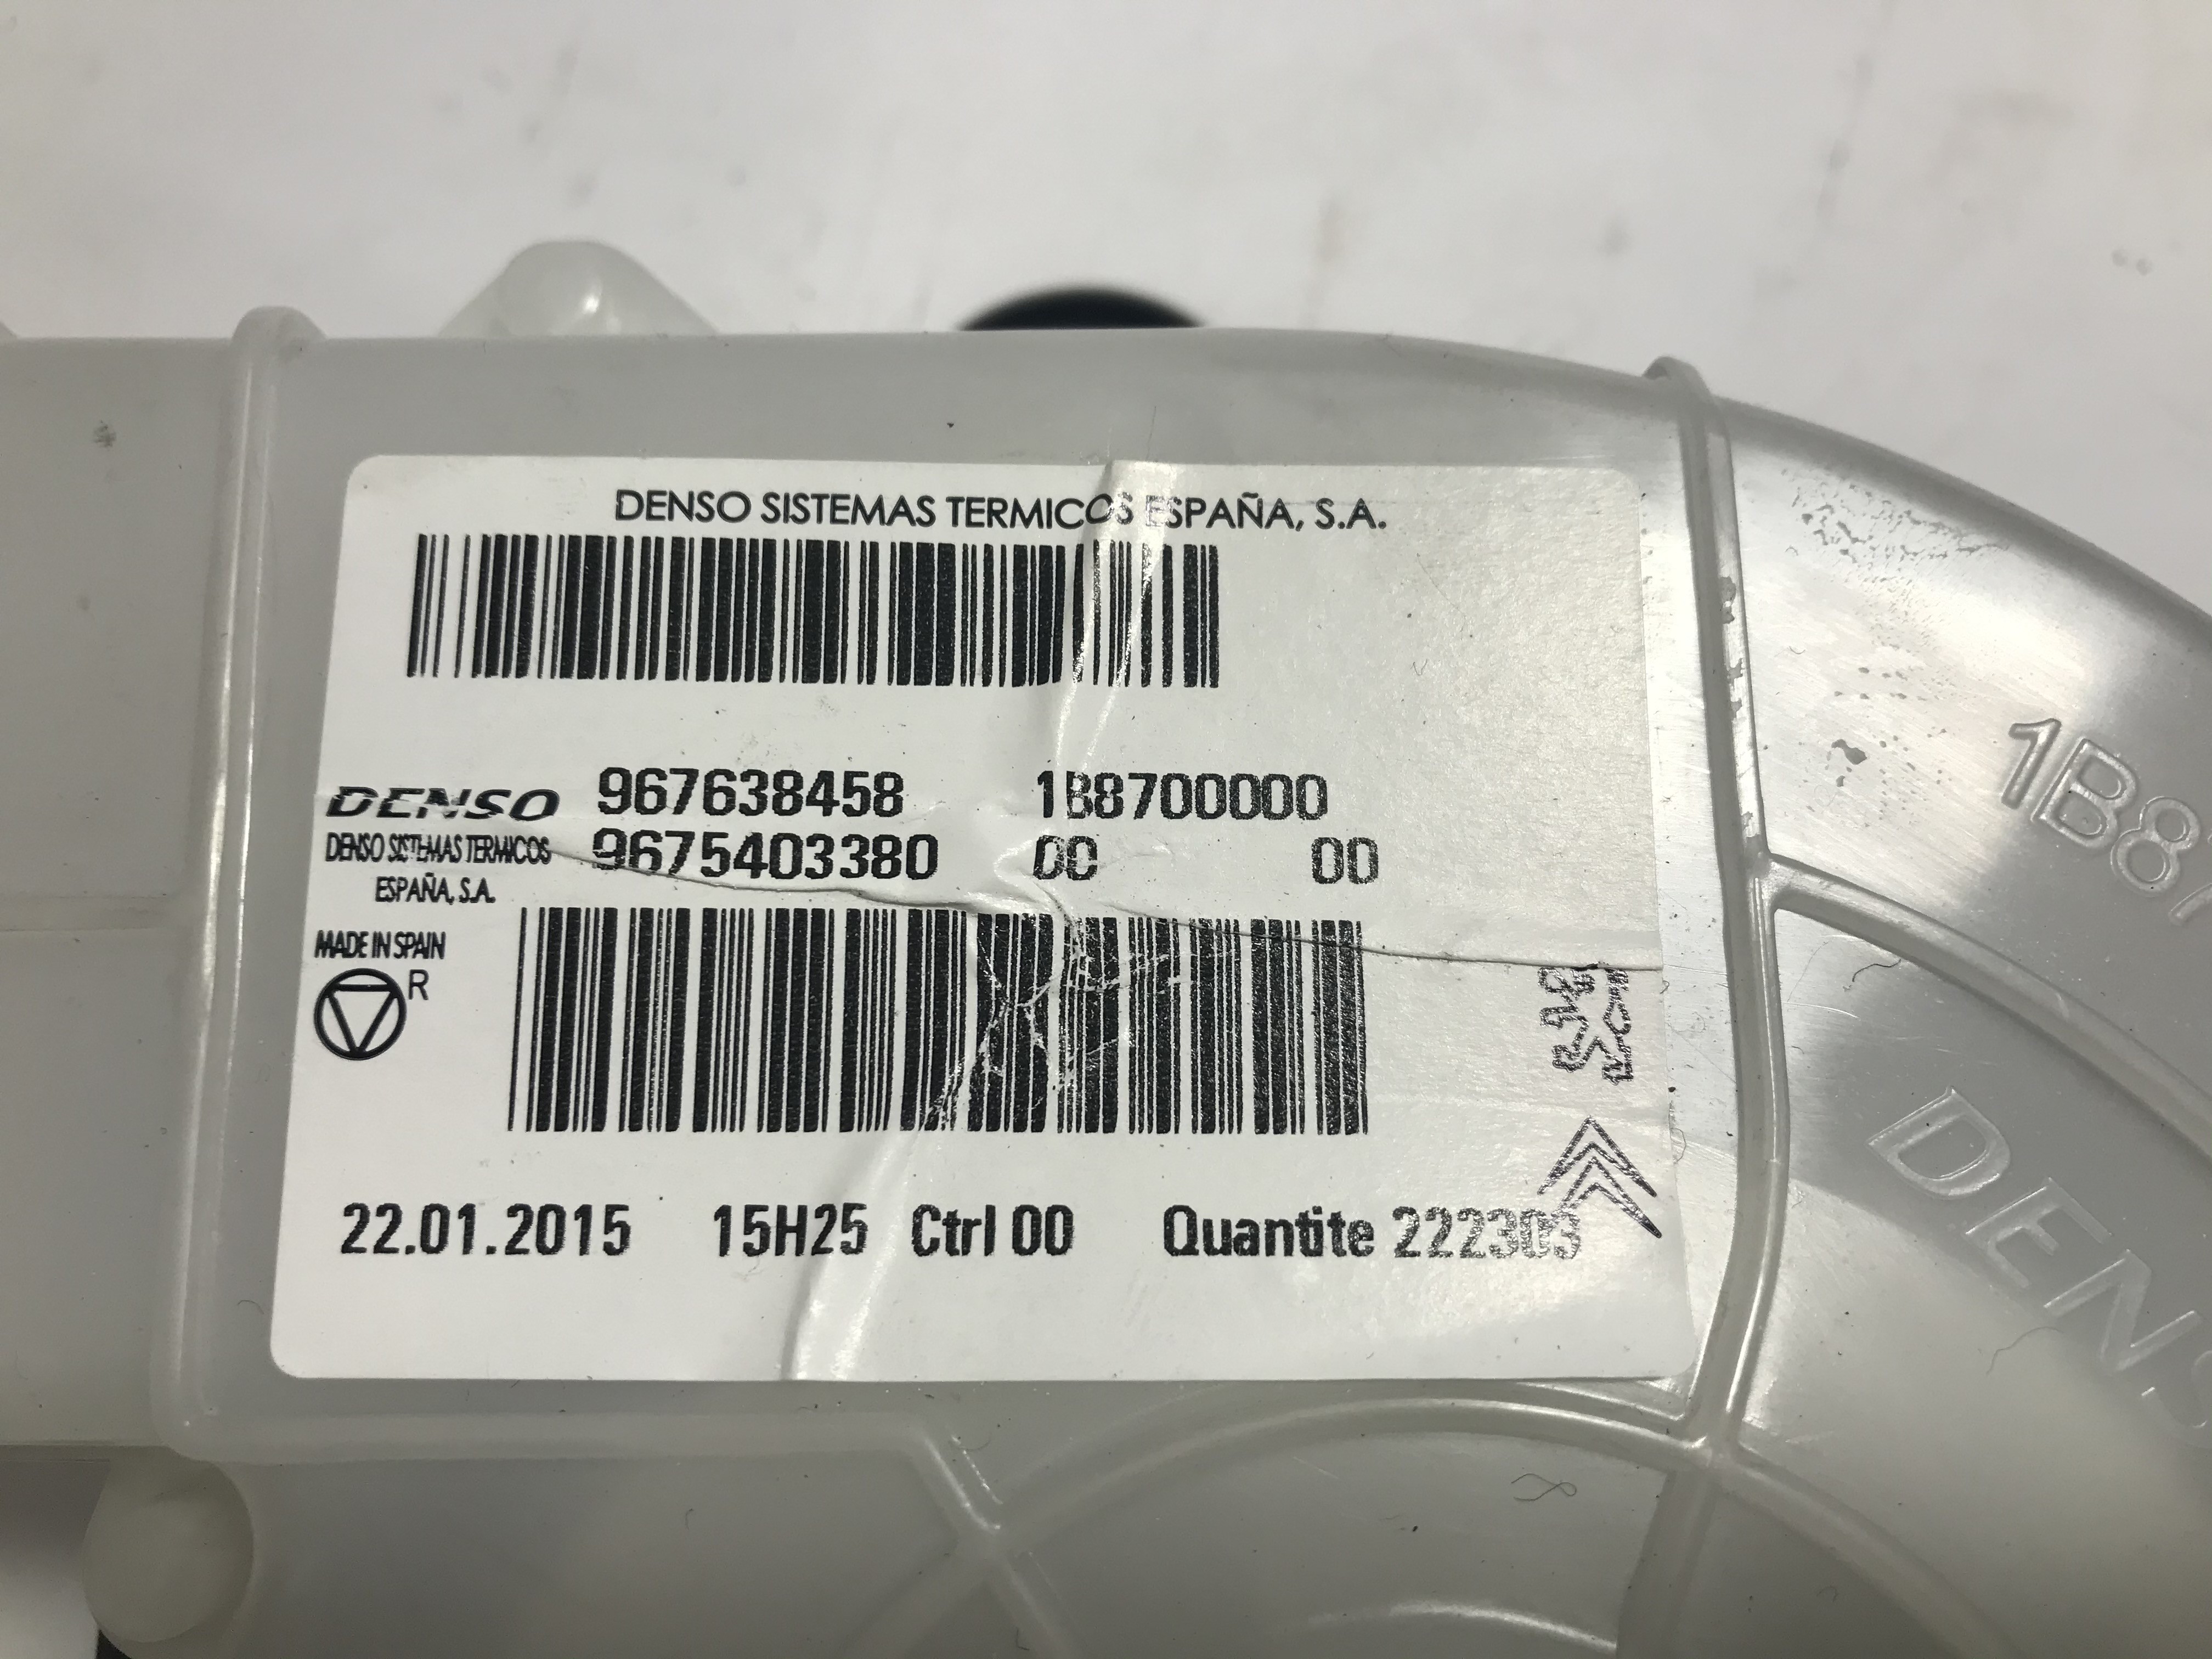 DENSO SISTEMAS TERMICOS ESPAÑA, S.A.
DENSO 967638458 1B8700000
DENSO SISTEMAS TERMICOS 9675403380 00 00
ESPAÑA, S.A.
MADE IN SPAIN
R
22.01.2015 15H25 Ctrl 00 Quantite 222303
1B87
DENS